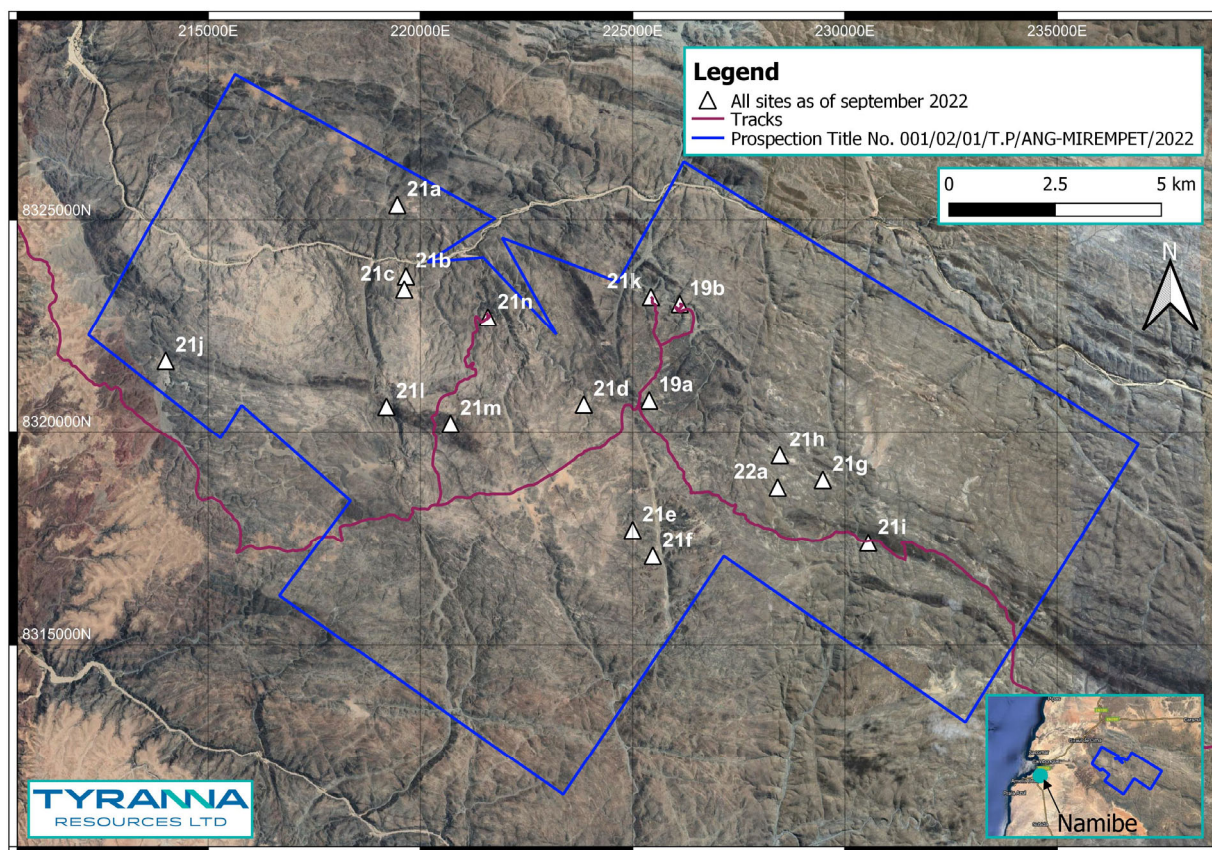 215000E
220000E
225000E
230000E
235000E
Legend
All sites as of september 2022
Tracks
Prospection Title No. 001/02/01/T.P/ANG-MIREMPET/2022
0 2.5 5 km
N
8325000N
8320000N
8315000N
21a
21b
21c
21k
19b
21n
21j
21l
21m
21d
19a
21h
22a
21g
21e
21f
21i
TYRANNA
RESOURCES LTD
Namibe